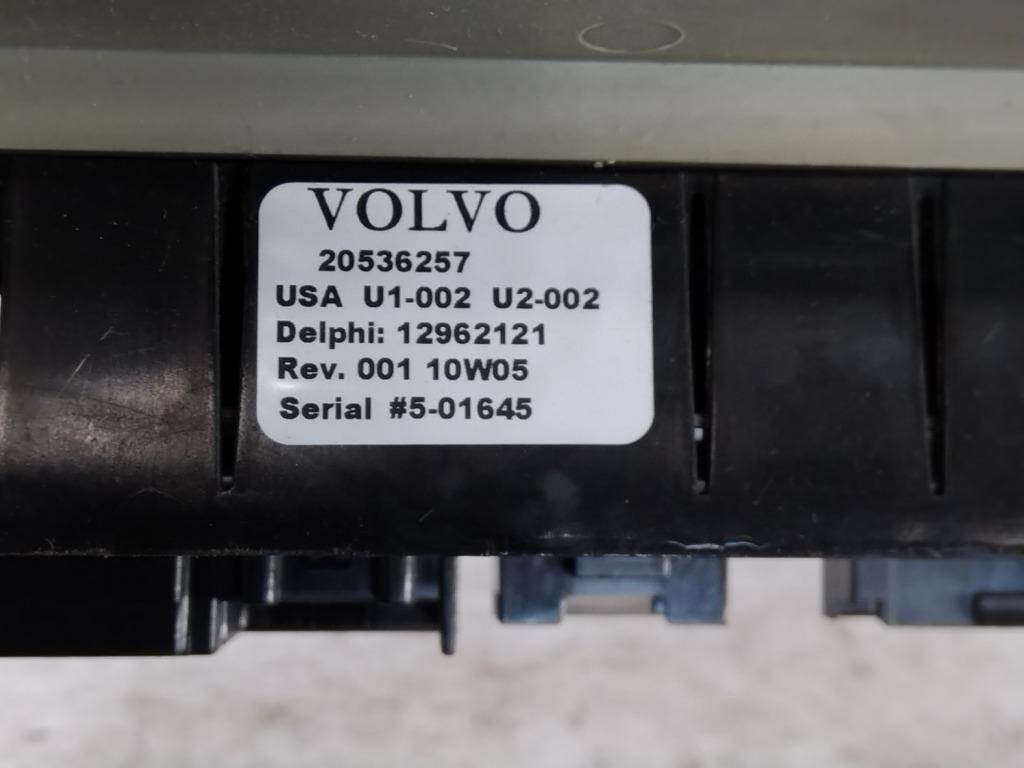 VOLVO
20536257
USA U1-002 U2-002
Delphi: 12962121
Rev. 001 10W05
Serial #5-01645